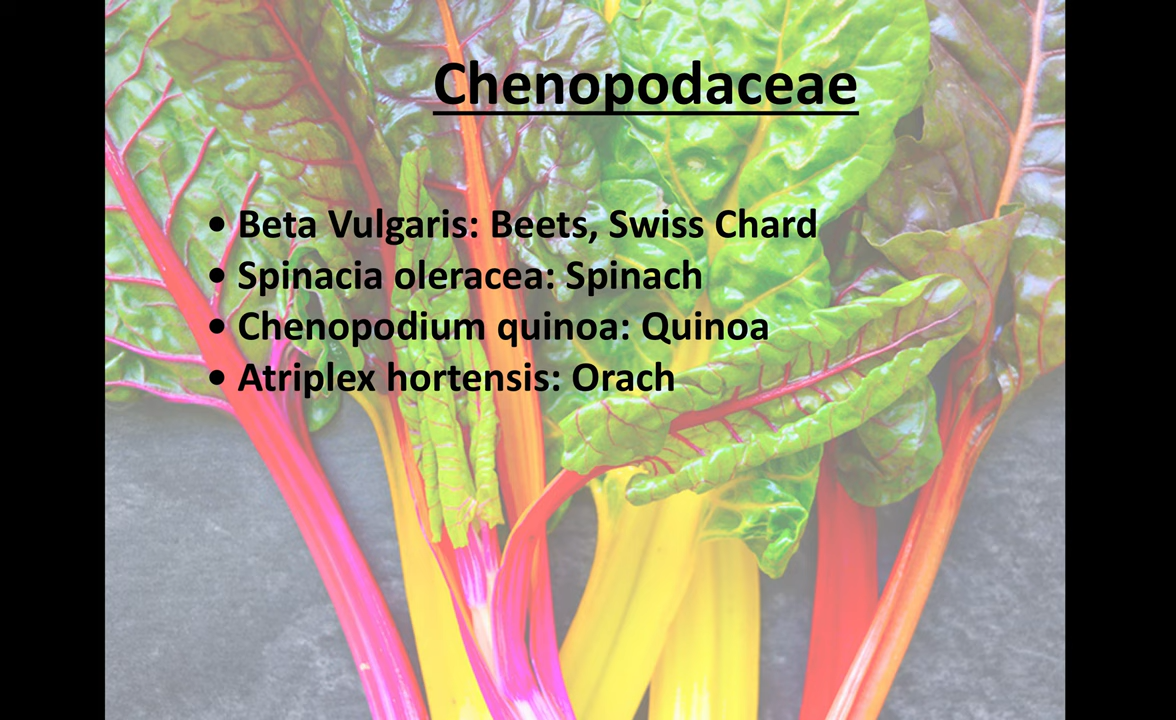 Chenopodaceae
• Beta Vulgaris: Beets, Swiss Chard
• Spinacia oleracea: Spinach
• Chenopodium quinoa: Quinoa
• Atriplex hortensis: Orach